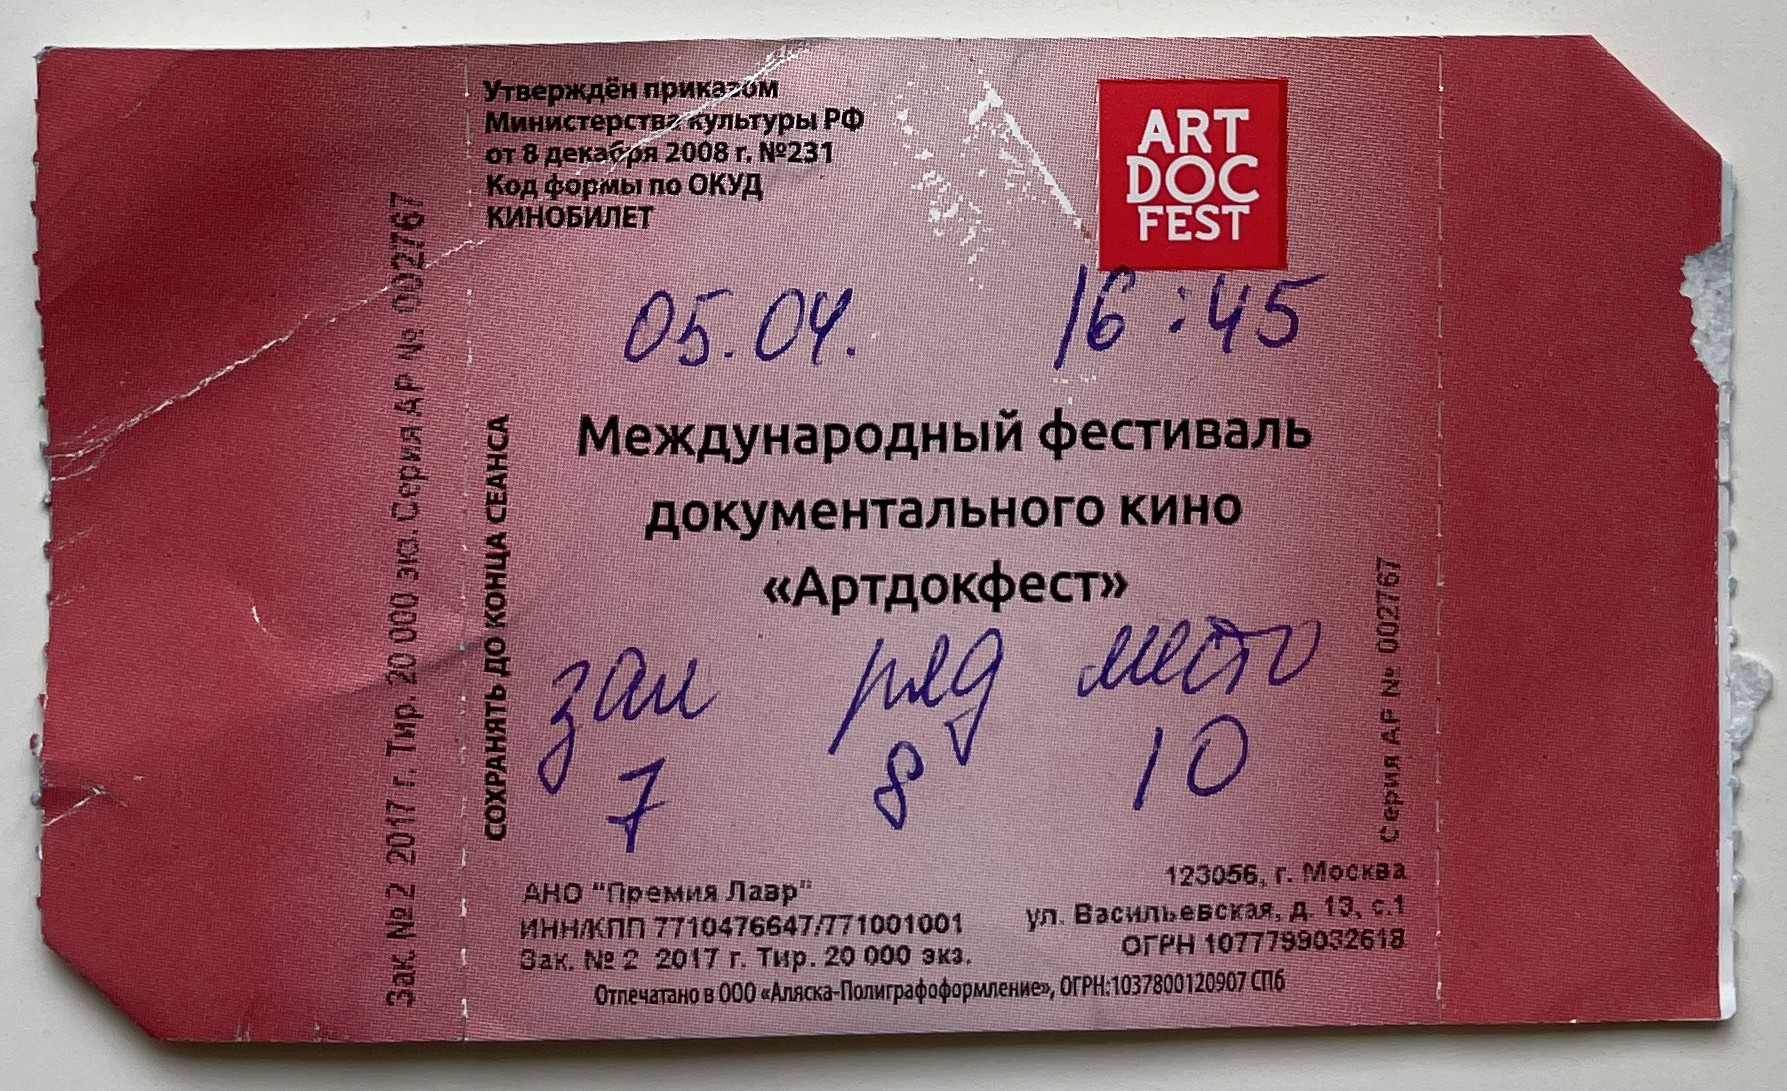 Утверждён приказом
Министерства культуры РФ
от 8 декабря 2008 г. №231
Код формы по ОКУД
КИНОБИЛЕТ
ART
DOC
FEST
05.04.
16:45
Международный фестиваль
документального кино
«Артдокфест»
зал ряд место
7 8 10
АНО "Премия Лавр"
ИНН/КПП 7710476647/771001001
Зак. № 2 2017 г. Тир. 20 000 экз.
123056, г. Москва
ул. Васильевская, д. 13, с.1
ОГРН 1077799032618
Отпечатано в ООО «Аляска-Полиграфоформление», ОГРН:1037800120907 СПб
Зак. № 2 2017 г. Тир. 20 000 экз. Серия АР № 002767
СОХРАНЯТЬ ДО КОНЦА СЕАНСА
Серия АР № 002767